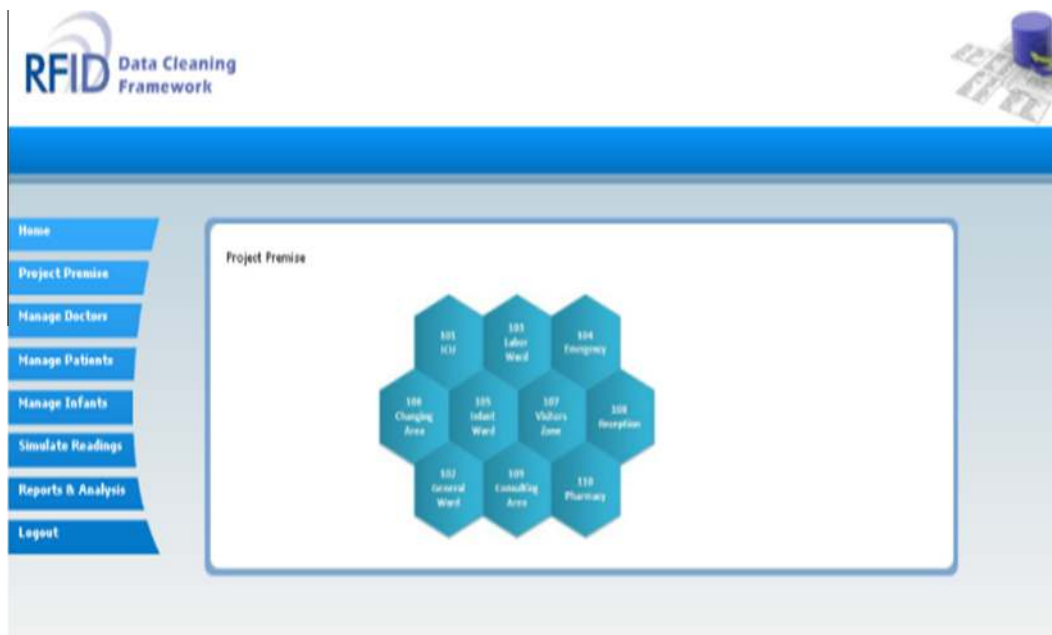 RFID Data Cleaning
Framework
Home
Project Premise
Manage Doctors
Manage Patients
Manage Infants
Simulate Readings
Reports & Analysis
Logout
Project Premise
101
ICU
103
Labor
Ward
104
Emergency
106
Changing
Area
105
Infant
Ward
107
Visitors
Zone
108
Reception
102
General
Ward
109
Consulting
Area
110
Pharmacy